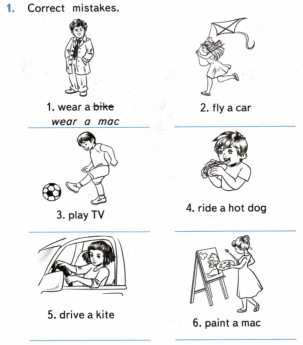 1. Correct mistakes.
1. wear a bike
wear a mac
2. fly a car
3. play TV
4. ride a hot dog
5. drive a kite
6. paint a mac